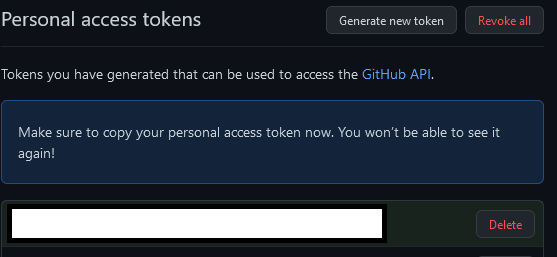 Personal access tokens
Generate new token
Revoke all
Tokens you have generated that can be used to access the GitHub API.
Make sure to copy your personal access token now. You won't be able to see it
again!
Delete